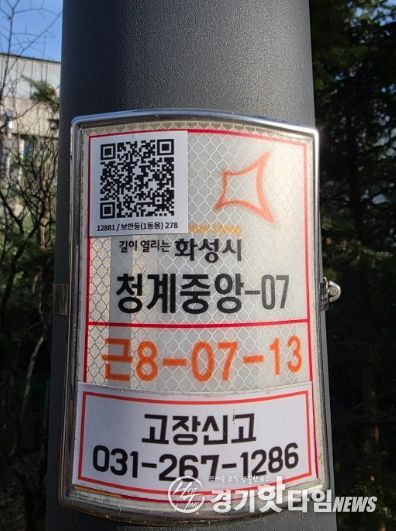 12881 / 보안등(1등용) 278
길이 열리는 화성시
청계중앙-07
근8-07-13
고장신고
031-267-1286
경기핫타임NEWS